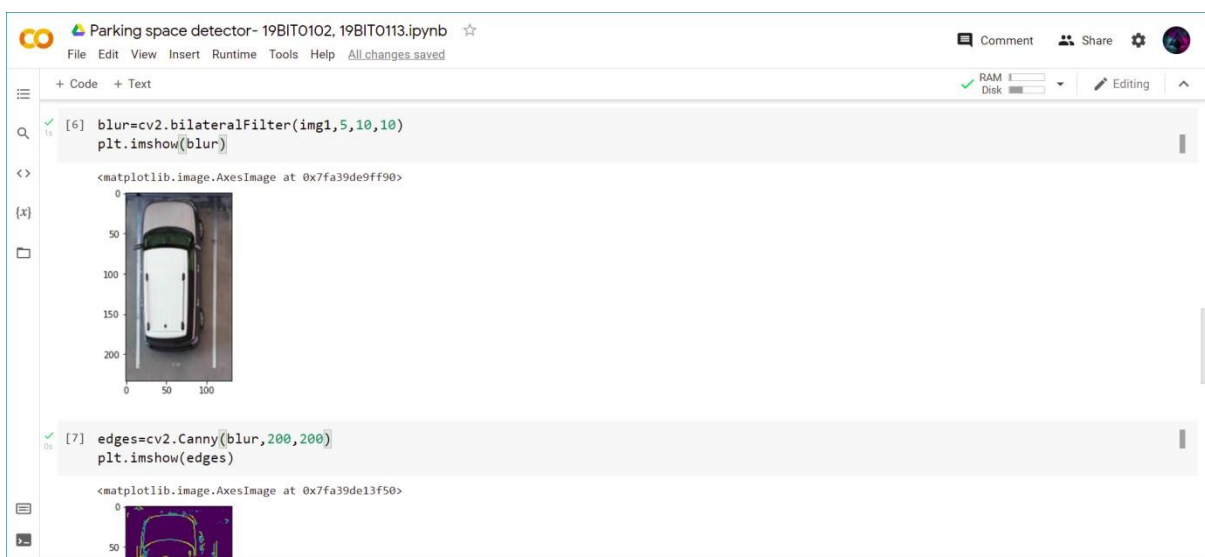 Parking space detector- 19BIT0102, 19BIT0113.ipynb
Comment Share
File Edit View Insert Runtime Tools Help All changes saved
+ Code + Text
RAM
Disk
Editing
[6] blur=cv2.bilateralFilter(img1,5,10,10)
1s
plt.imshow(blur)
<matplotlib.image.AxesImage at 0x7fa39de9ff90>
{x}
0
50
100
150
200
0 50 100
[7] edges=cv2.Canny(blur,200,200)
0s
plt.imshow(edges)
<matplotlib.image.AxesImage at 0x7fa39de13f50>
0
50